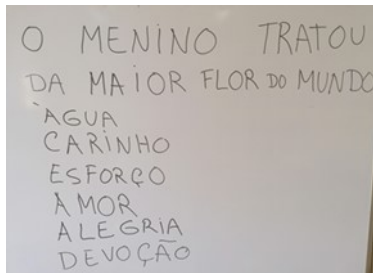 O MENINO TRATOU
DA MAIOR FLOR DO MUNDO
ÀGUA
CARINHO
ESFORÇO
AMOR
ALEGRIA
DEVOÇÃO